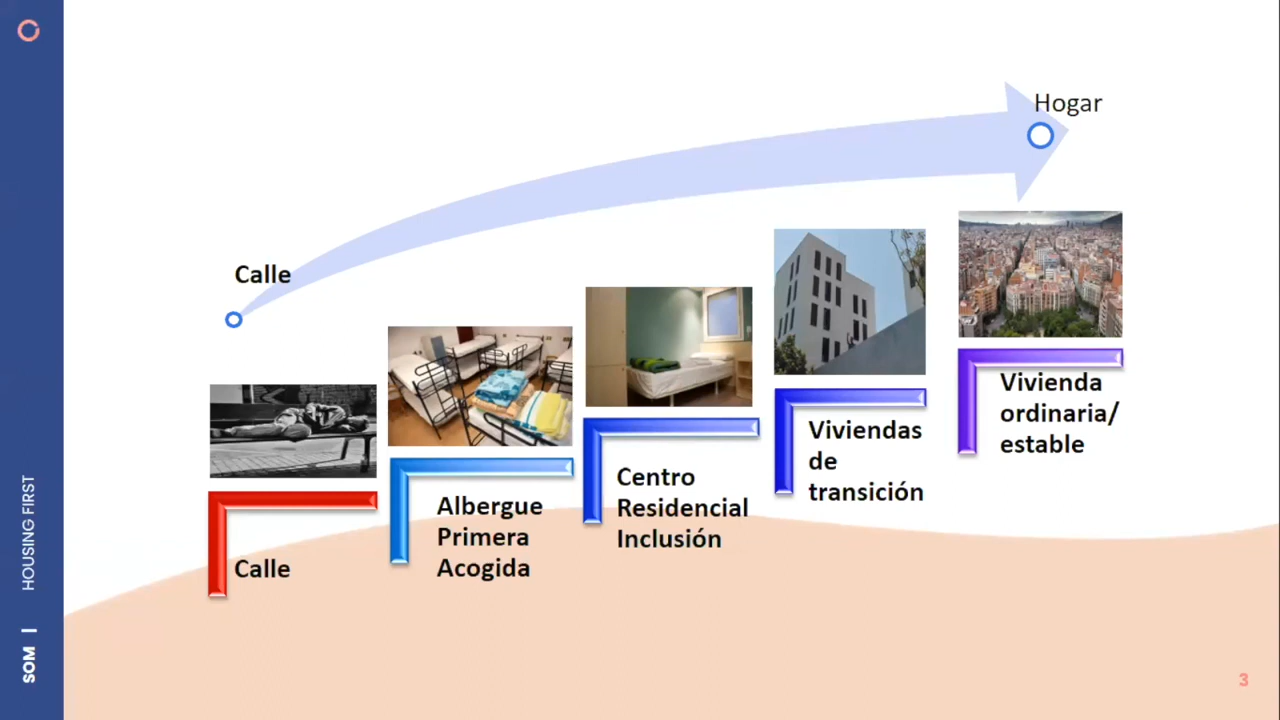 Hogar
Calle
Calle
Albergue
Primera
Acogida
Centro
Residencial
Inclusión
Viviendas
de
transición
Vivienda
ordinaria/
estable
SOM | HOUSING FIRST
3